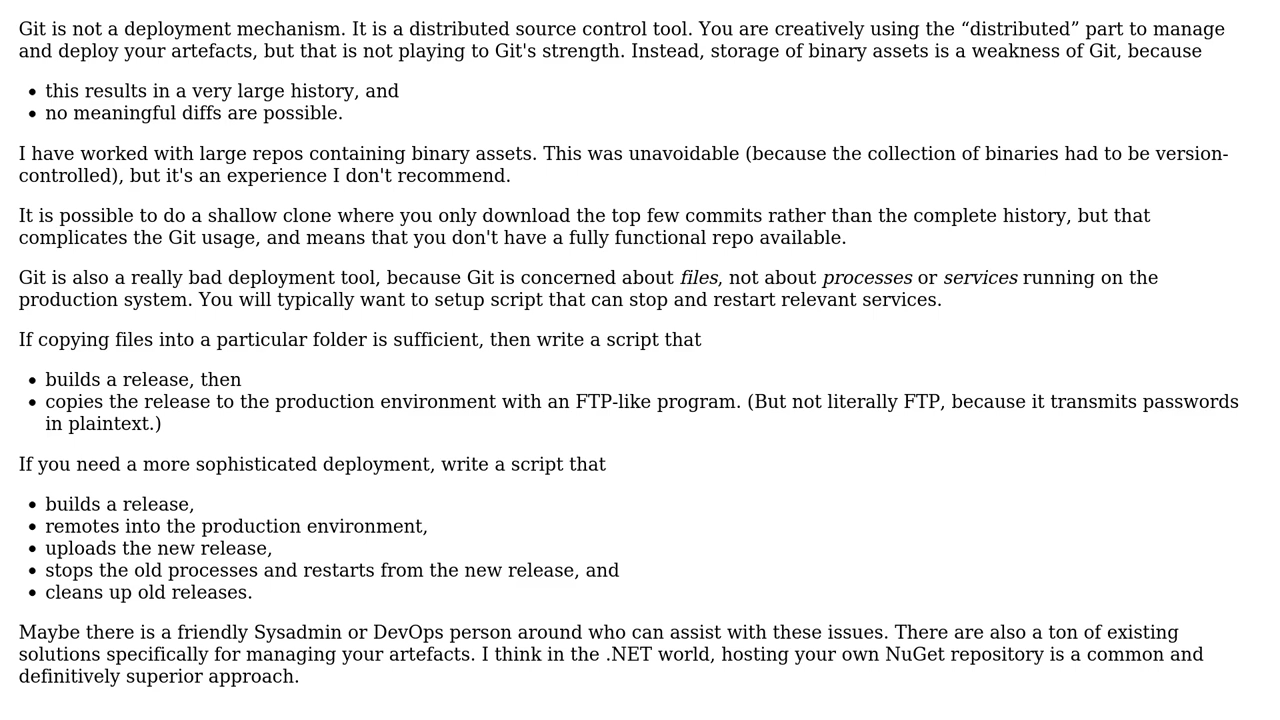 Git is not a deployment mechanism. It is a distributed source control tool. You are creatively using the “distributed” part to manage
and deploy your artefacts, but that is not playing to Git's strength. Instead, storage of binary assets is a weakness of Git, because
• this results in a very large history, and
• no meaningful diffs are possible.
I have worked with large repos containing binary assets. This was unavoidable (because the collection of binaries had to be version-
controlled), but it's an experience I don't recommend.
It is possible to do a shallow clone where you only download the top few commits rather than the complete history, but that
complicates the Git usage, and means that you don't have a fully functional repo available.
Git is also a really bad deployment tool, because Git is concerned about files, not about processes or services running on the
production system. You will typically want to setup script that can stop and restart relevant services.
If copying files into a particular folder is sufficient, then write a script that
• builds a release, then
• copies the release to the production environment with an FTP-like program. (But not literally FTP, because it transmits passwords
in plaintext.)
If you need a more sophisticated deployment, write a script that
• builds a release,
• remotes into the production environment,
• uploads the new release,
• stops the old processes and restarts from the new release, and
• cleans up old releases.
Maybe there is a friendly Sysadmin or DevOps person around who can assist with these issues. There are also a ton of existing
solutions specifically for managing your artefacts. I think in the .NET world, hosting your own NuGet repository is a common and
definitively superior approach.